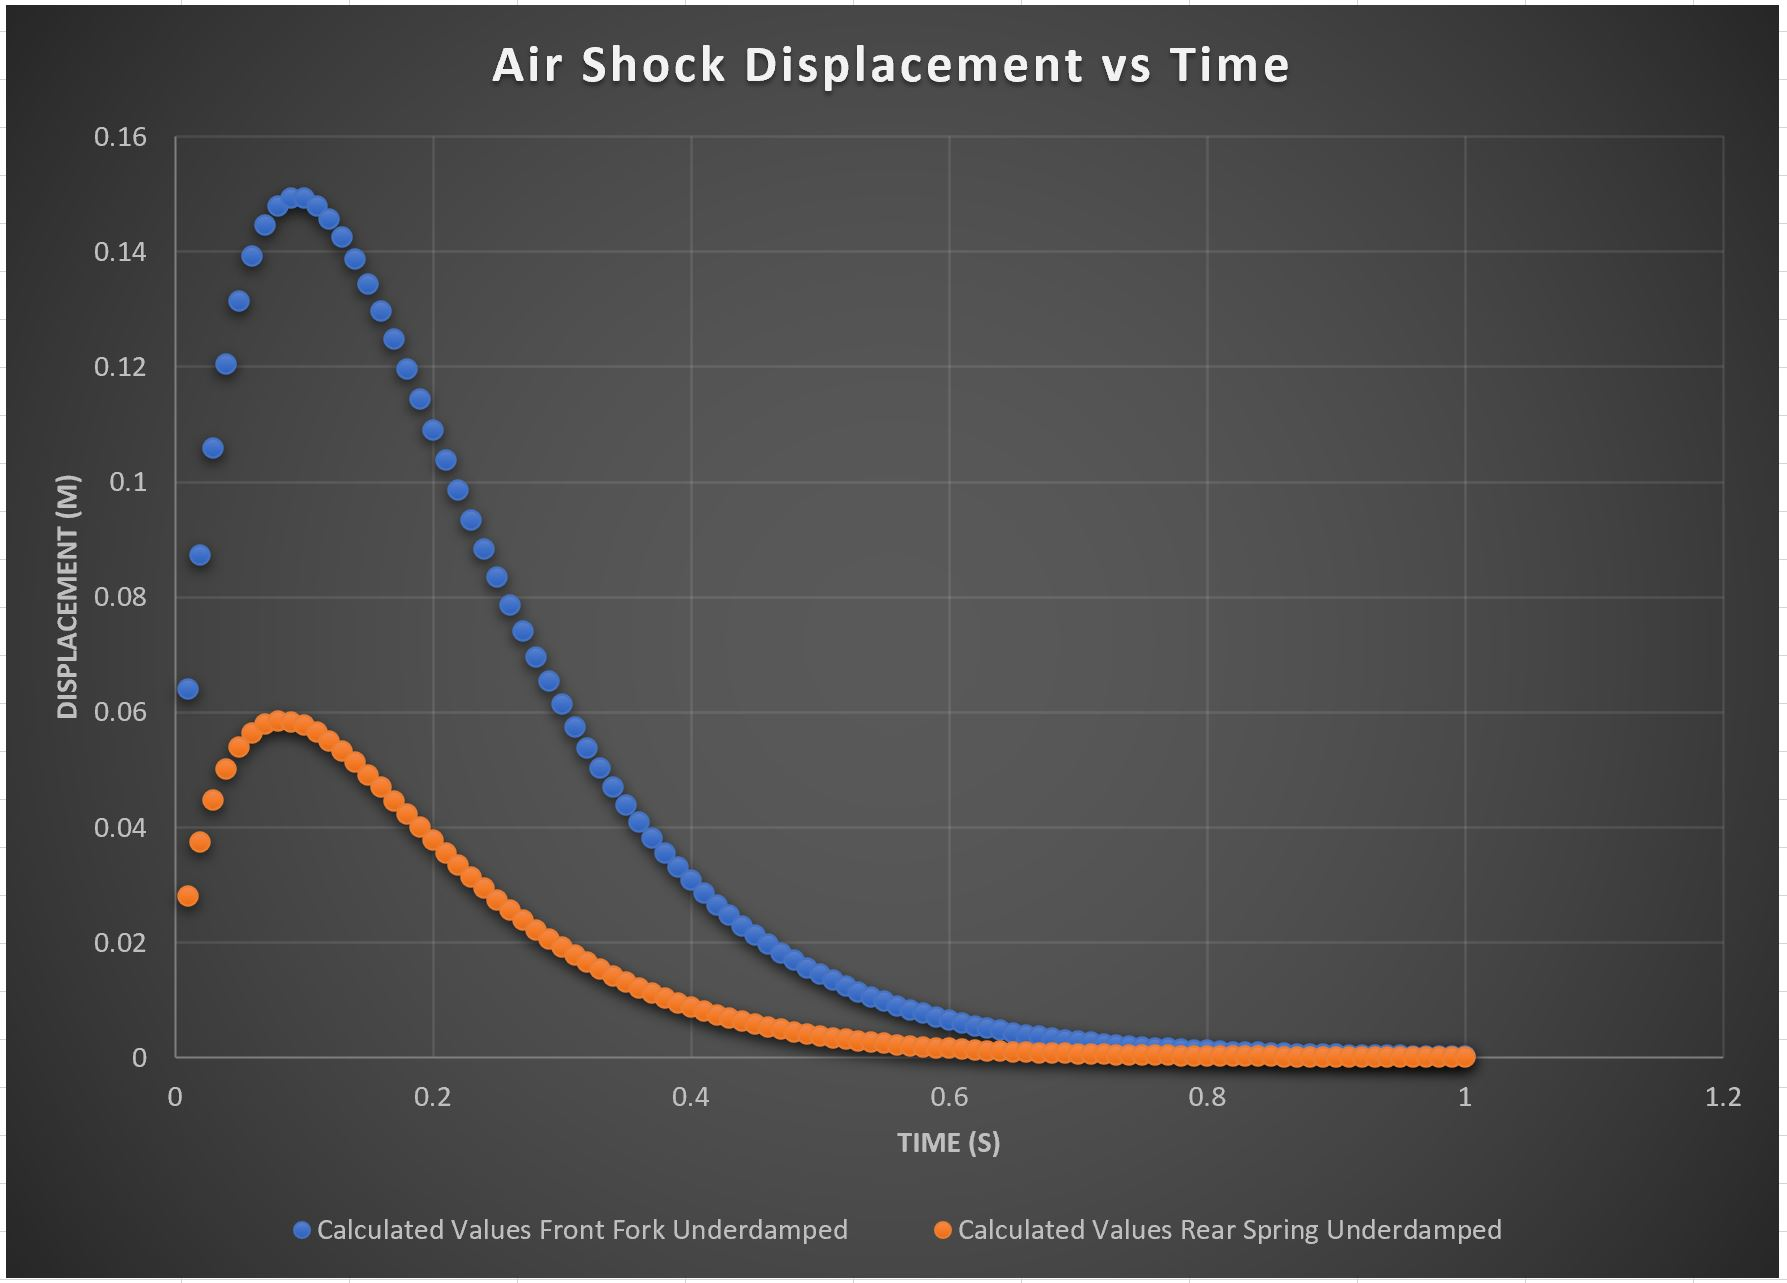 Air Shock Displacement vs Time
0.16
0.14
0.12
0.1
0.08
0.06
0.04
0.02
0
DISPLACEMENT (M)
0 0.2 0.4 0.6 0.8 1 1.2
TIME (S)
Calculated Values Front Fork Underdamped Calculated Values Rear Spring Underdamped